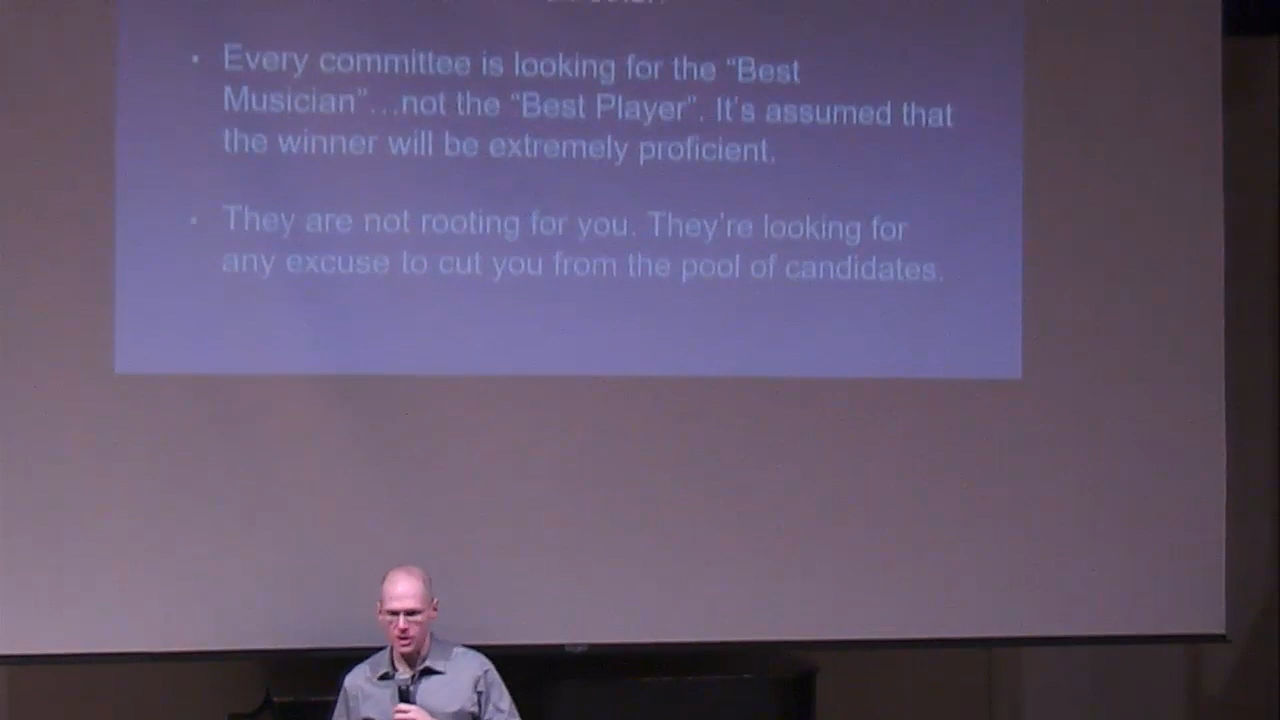 Every committee is looking for the “Best
Musician”...not the “Best Player”. It's assumed that
the winner will be extremely proficient.
They are not rooting for you. They're looking for
any excuse to cut you from the pool of candidates.